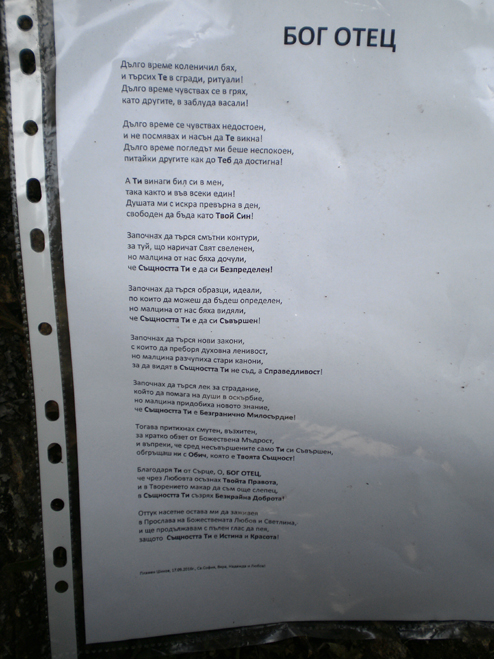 БОГ ОТЕЦ
Дълго време коленичил бях,
и търсих Те в сгради, ритуали!
Дълго време чувствах се в грях,
като другите, в заблуда васали!
Дълго време се чувствах недостоен,
и не посмявах и насън да Те викна!
Дълго време погледът ми беше неспокоен,
питайки другите как до Теб да достигна!
А Ти винаги бил си в мен,
така както и във всеки един!
Душата ми с искра превърна в ден,
свободен да бъда като Твой Син!
Започнах да търся смътни контури,
за туй, що наричат Свят свеленен,
но малцина от нас бяха дочули,
че Същността Ти е да си Безпределен!
Започнах да търся образци, идеали,
по които да можеш да бъдеш определен,
но малцина от нас бяха видяли,
че Същността Ти е да си Съвършен!
Започнах да търся нови закони,
с които да преборя духовна ленивост,
но малцина разчупиха стари канони,
за да видят в Същността Ти не съд, а Справедливост!
Започнах да търся лек за страдание,
който да помага на души в оскърбие,
но малцина придобиха новото знание,
че Същността Ти е Безгранично Милосърдие!
Тогава притихнах смутен, възхитен,
за кратко обзет от Божествена Мъдрост,
и въпреки, че сред несъвършените само Ти си Съвършен,
обгръщаш ни с Обич, която е Твоята Същност!
Благодаря Ти от Сърце, О, БОГ ОТЕЦ,
че чрез Любовта осъзнах Твойта Правота,
и в Творението макар да съм още слепец,
в Същността Ти съзрях Безкрайна Доброта!
Оттук насетне остава ми да
в Прослава на Божествената Любов и Светлина,
и ще продължавам с пълен глас да пея,
защото Същността Ти е Истина и Красота!